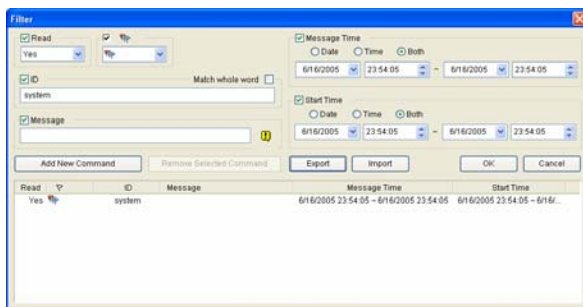 Filter
Read
Yes
ID
Match whole word
system
Message
Message Time
Date Time Both
6/16/2005 23:54:05 ~ 6/16/2005 23:54:05
Start Time
Date Time Both
6/16/2005 23:54:05 ~ 6/16/2005 23:54:05
Add New Command Remove Selected Command Export Import OK Cancel
Read ID Message Message Time Start Time
Yes system 6/16/2005 23:54:05 ~ 6/16/2005 23:54:05 6/16/2005 23:54:05 ~ 6/16/...